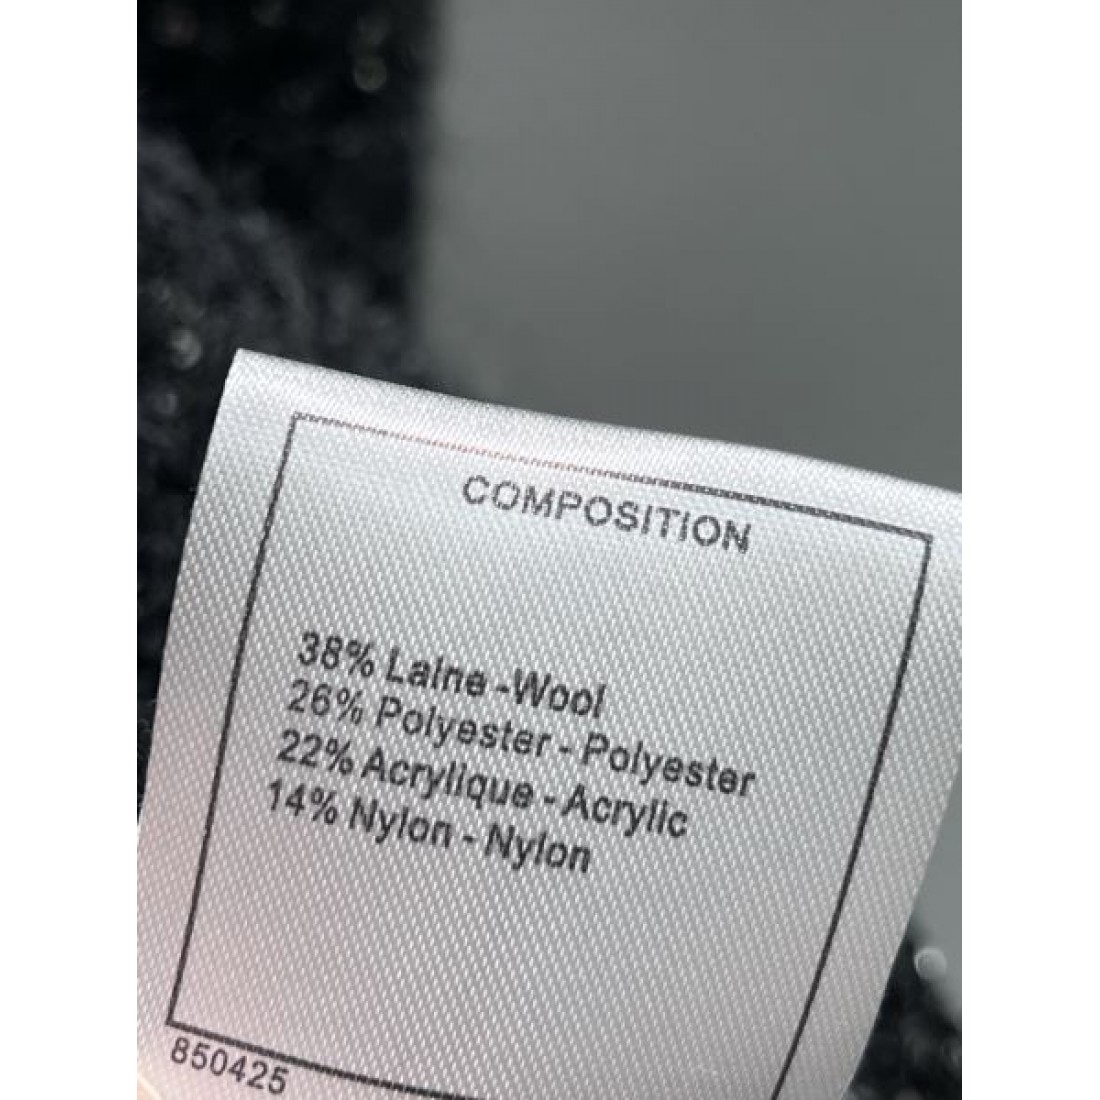 COMPOSITION
38% Laine -Wool
26% Polyester - Polyester
22% Acrylique - Acrylic
14% Nylon - Nylon
850425